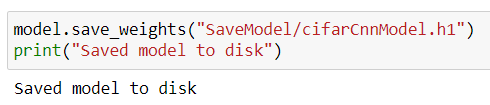 model.save_weights("SaveModel/cifarCnnModel.h1")
print("Saved model to disk")
Saved model to disk